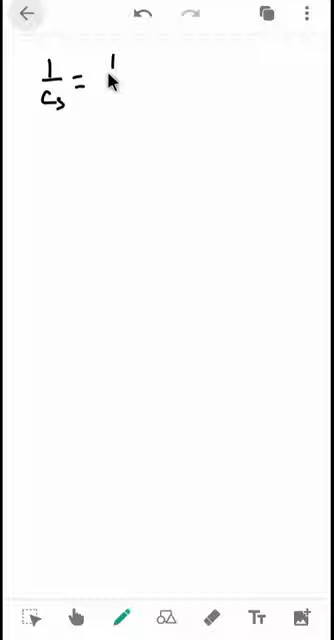 1/Cs = 1